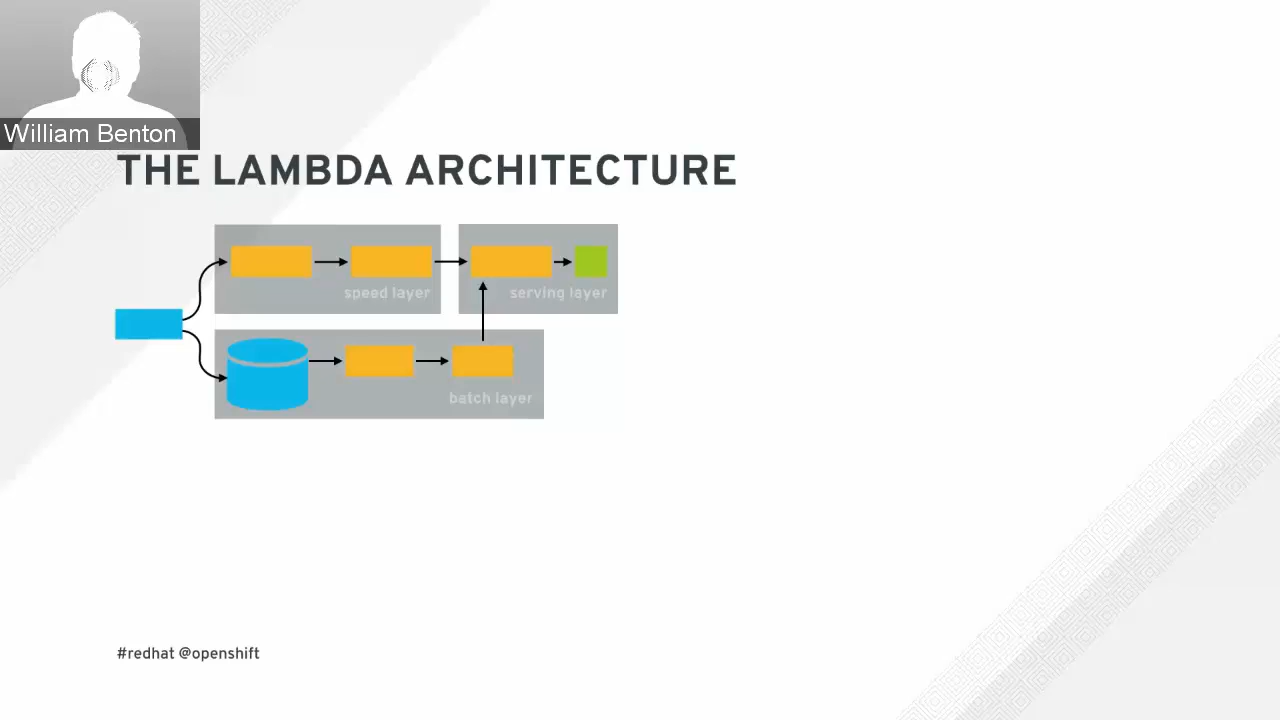 William Benton
THE LAMBDA ARCHITECTURE
speed layer
serving layer
batch layer
#redhat @openshift